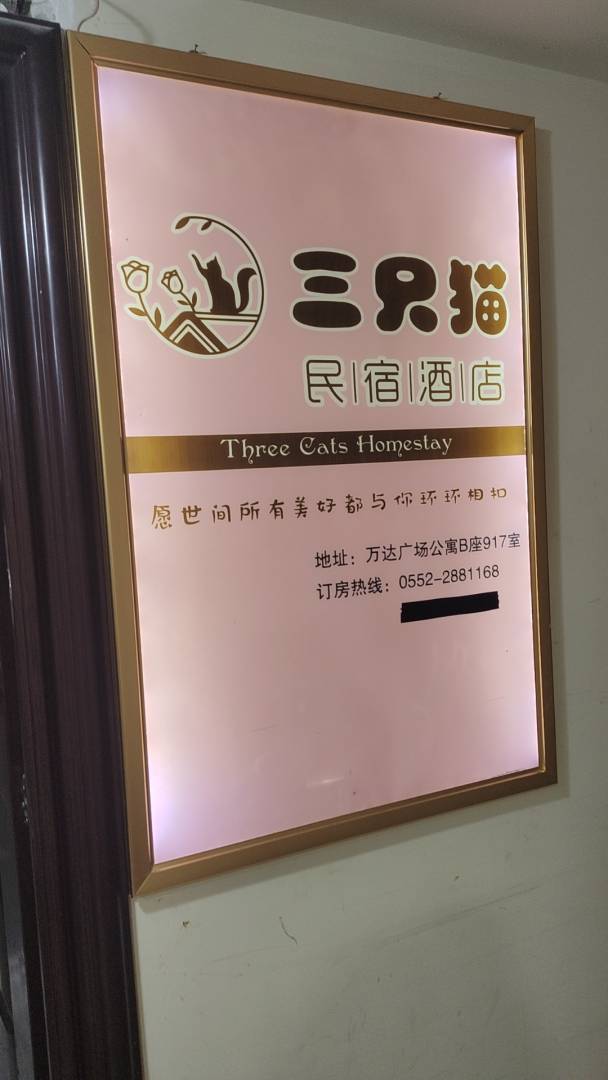 三只猫
民|宿|酒|店
Three Cats Homestay
愿世间所有美好都与你环环相扣
地址：万达广场公寓B座917室
订房热线：0552-2881168